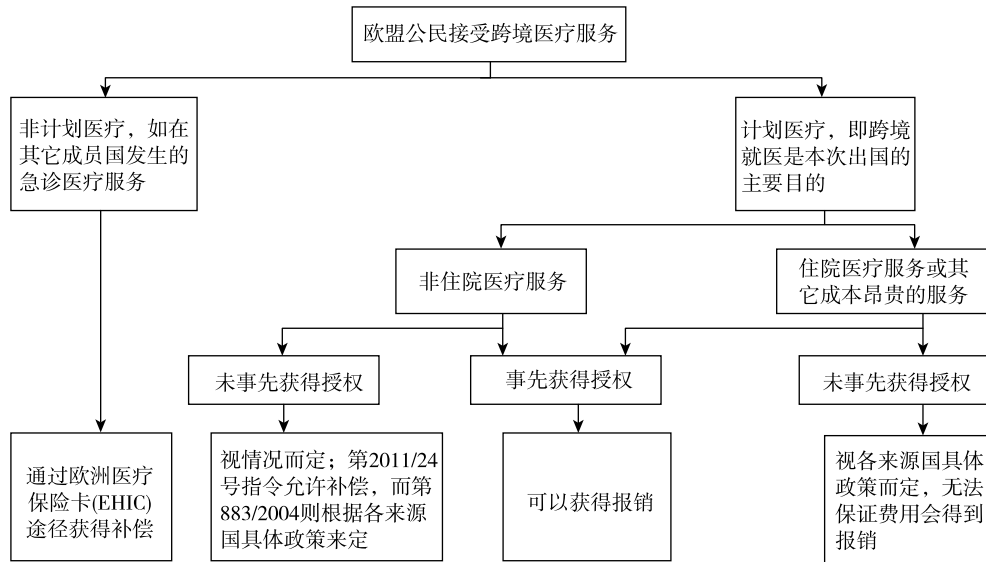 欧盟公民接受跨境医疗服务
非计划医疗，如在
其它成员国发生的
急诊医疗服务
计划医疗，即跨境
就医是本次出国的
主要目的
非住院医疗服务
住院医疗服务或其
它成本昂贵的服务
未事先获得授权
事先获得授权
未事先获得授权
通过欧洲医疗
保险卡(EHIC)
途径获得补偿
视情况而定；第2011/24
号指令允许补偿，而第
883/2004则根据各来源
国具体政策来定
可以获得报销
视各来源国具体
政策而定，无法
保证费用会得到
报销